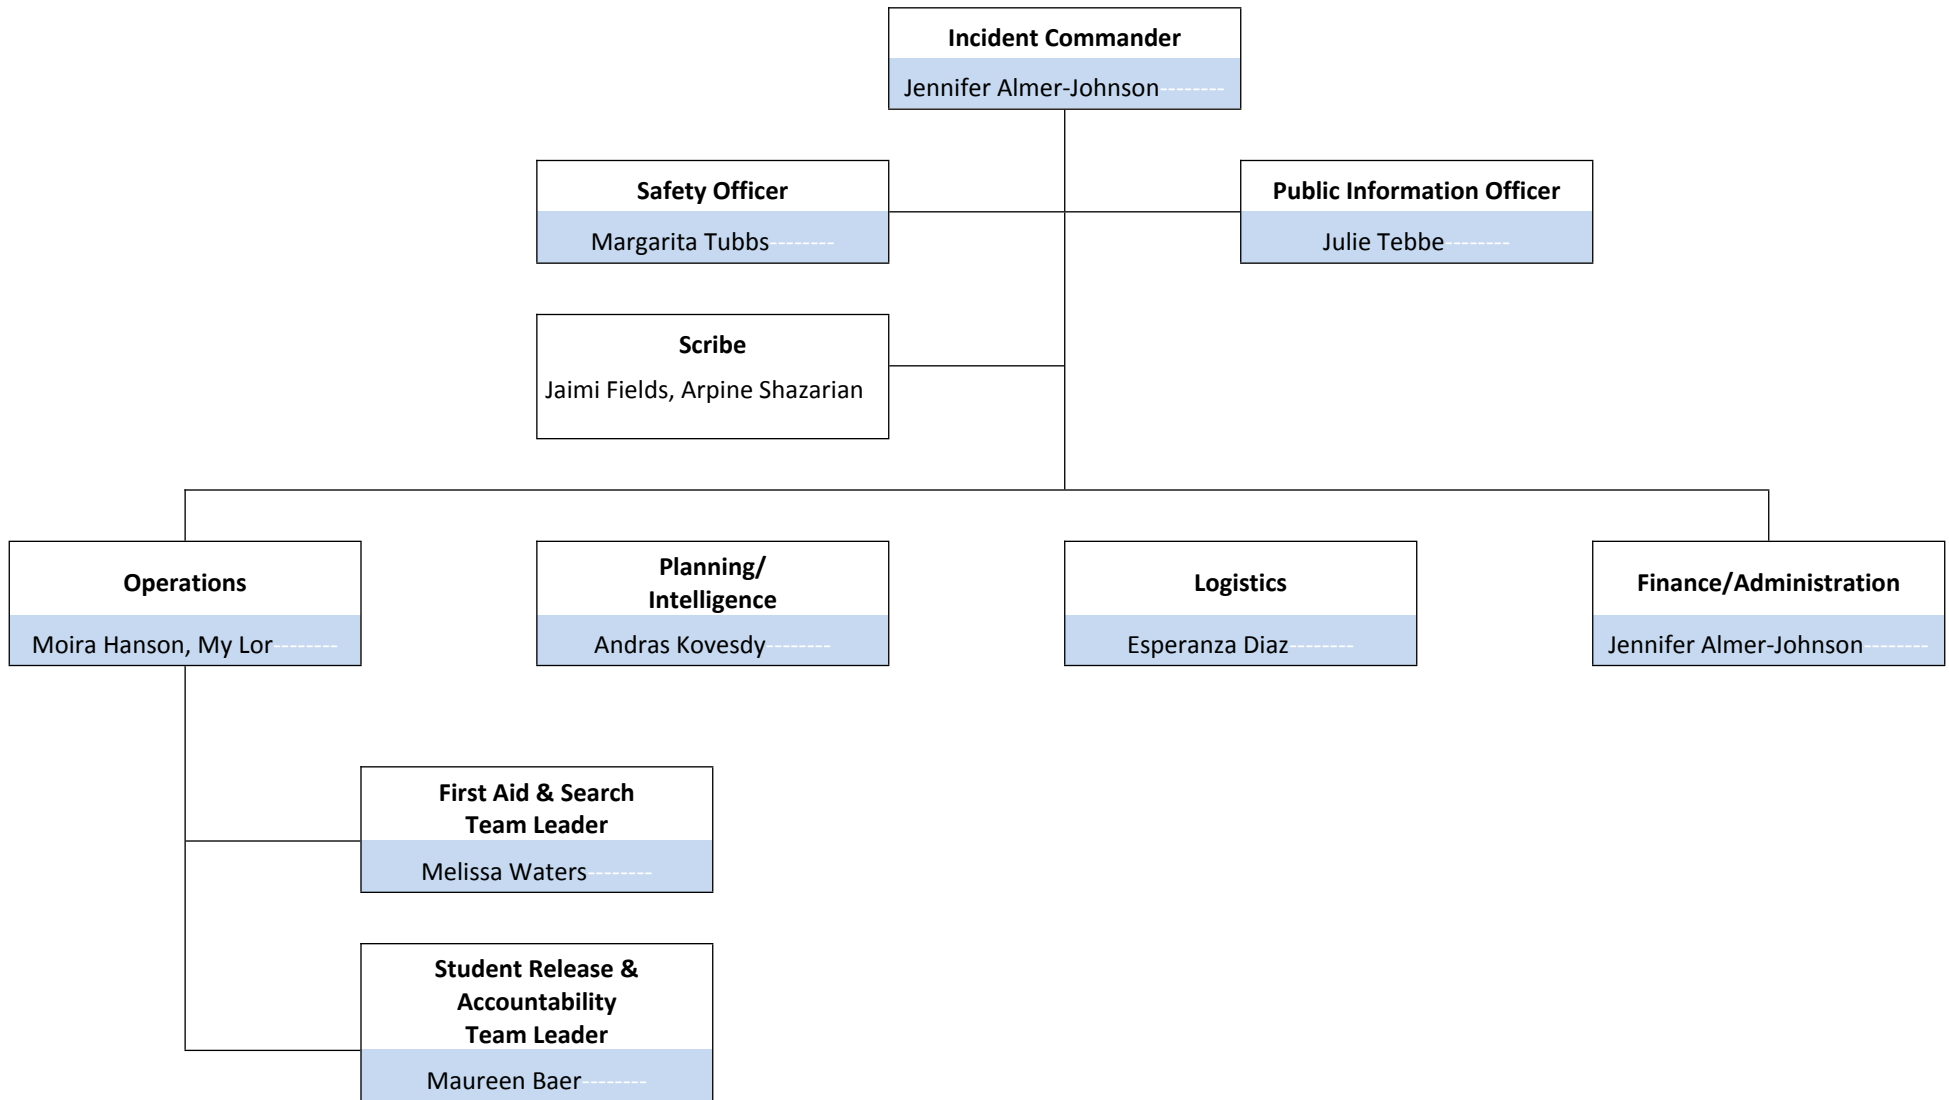 Incident Commander
Jennifer Almer-Johnson--------
Safety Officer
Margarita Tubbs--------
Public Information Officer
Julie Tebbe--------
Scribe
Jaimi Fields, Arpine Shazarian
Operations
Moira Hanson, My Lor--------
Planning/
Intelligence
Andras Kovesdy--------
Logistics
Esperanza Diaz--------
Finance/Administration
Jennifer Almer-Johnson--------
First Aid & Search
Team Leader
Melissa Waters--------
Student Release &
Accountability
Team Leader
Maureen Baer--------